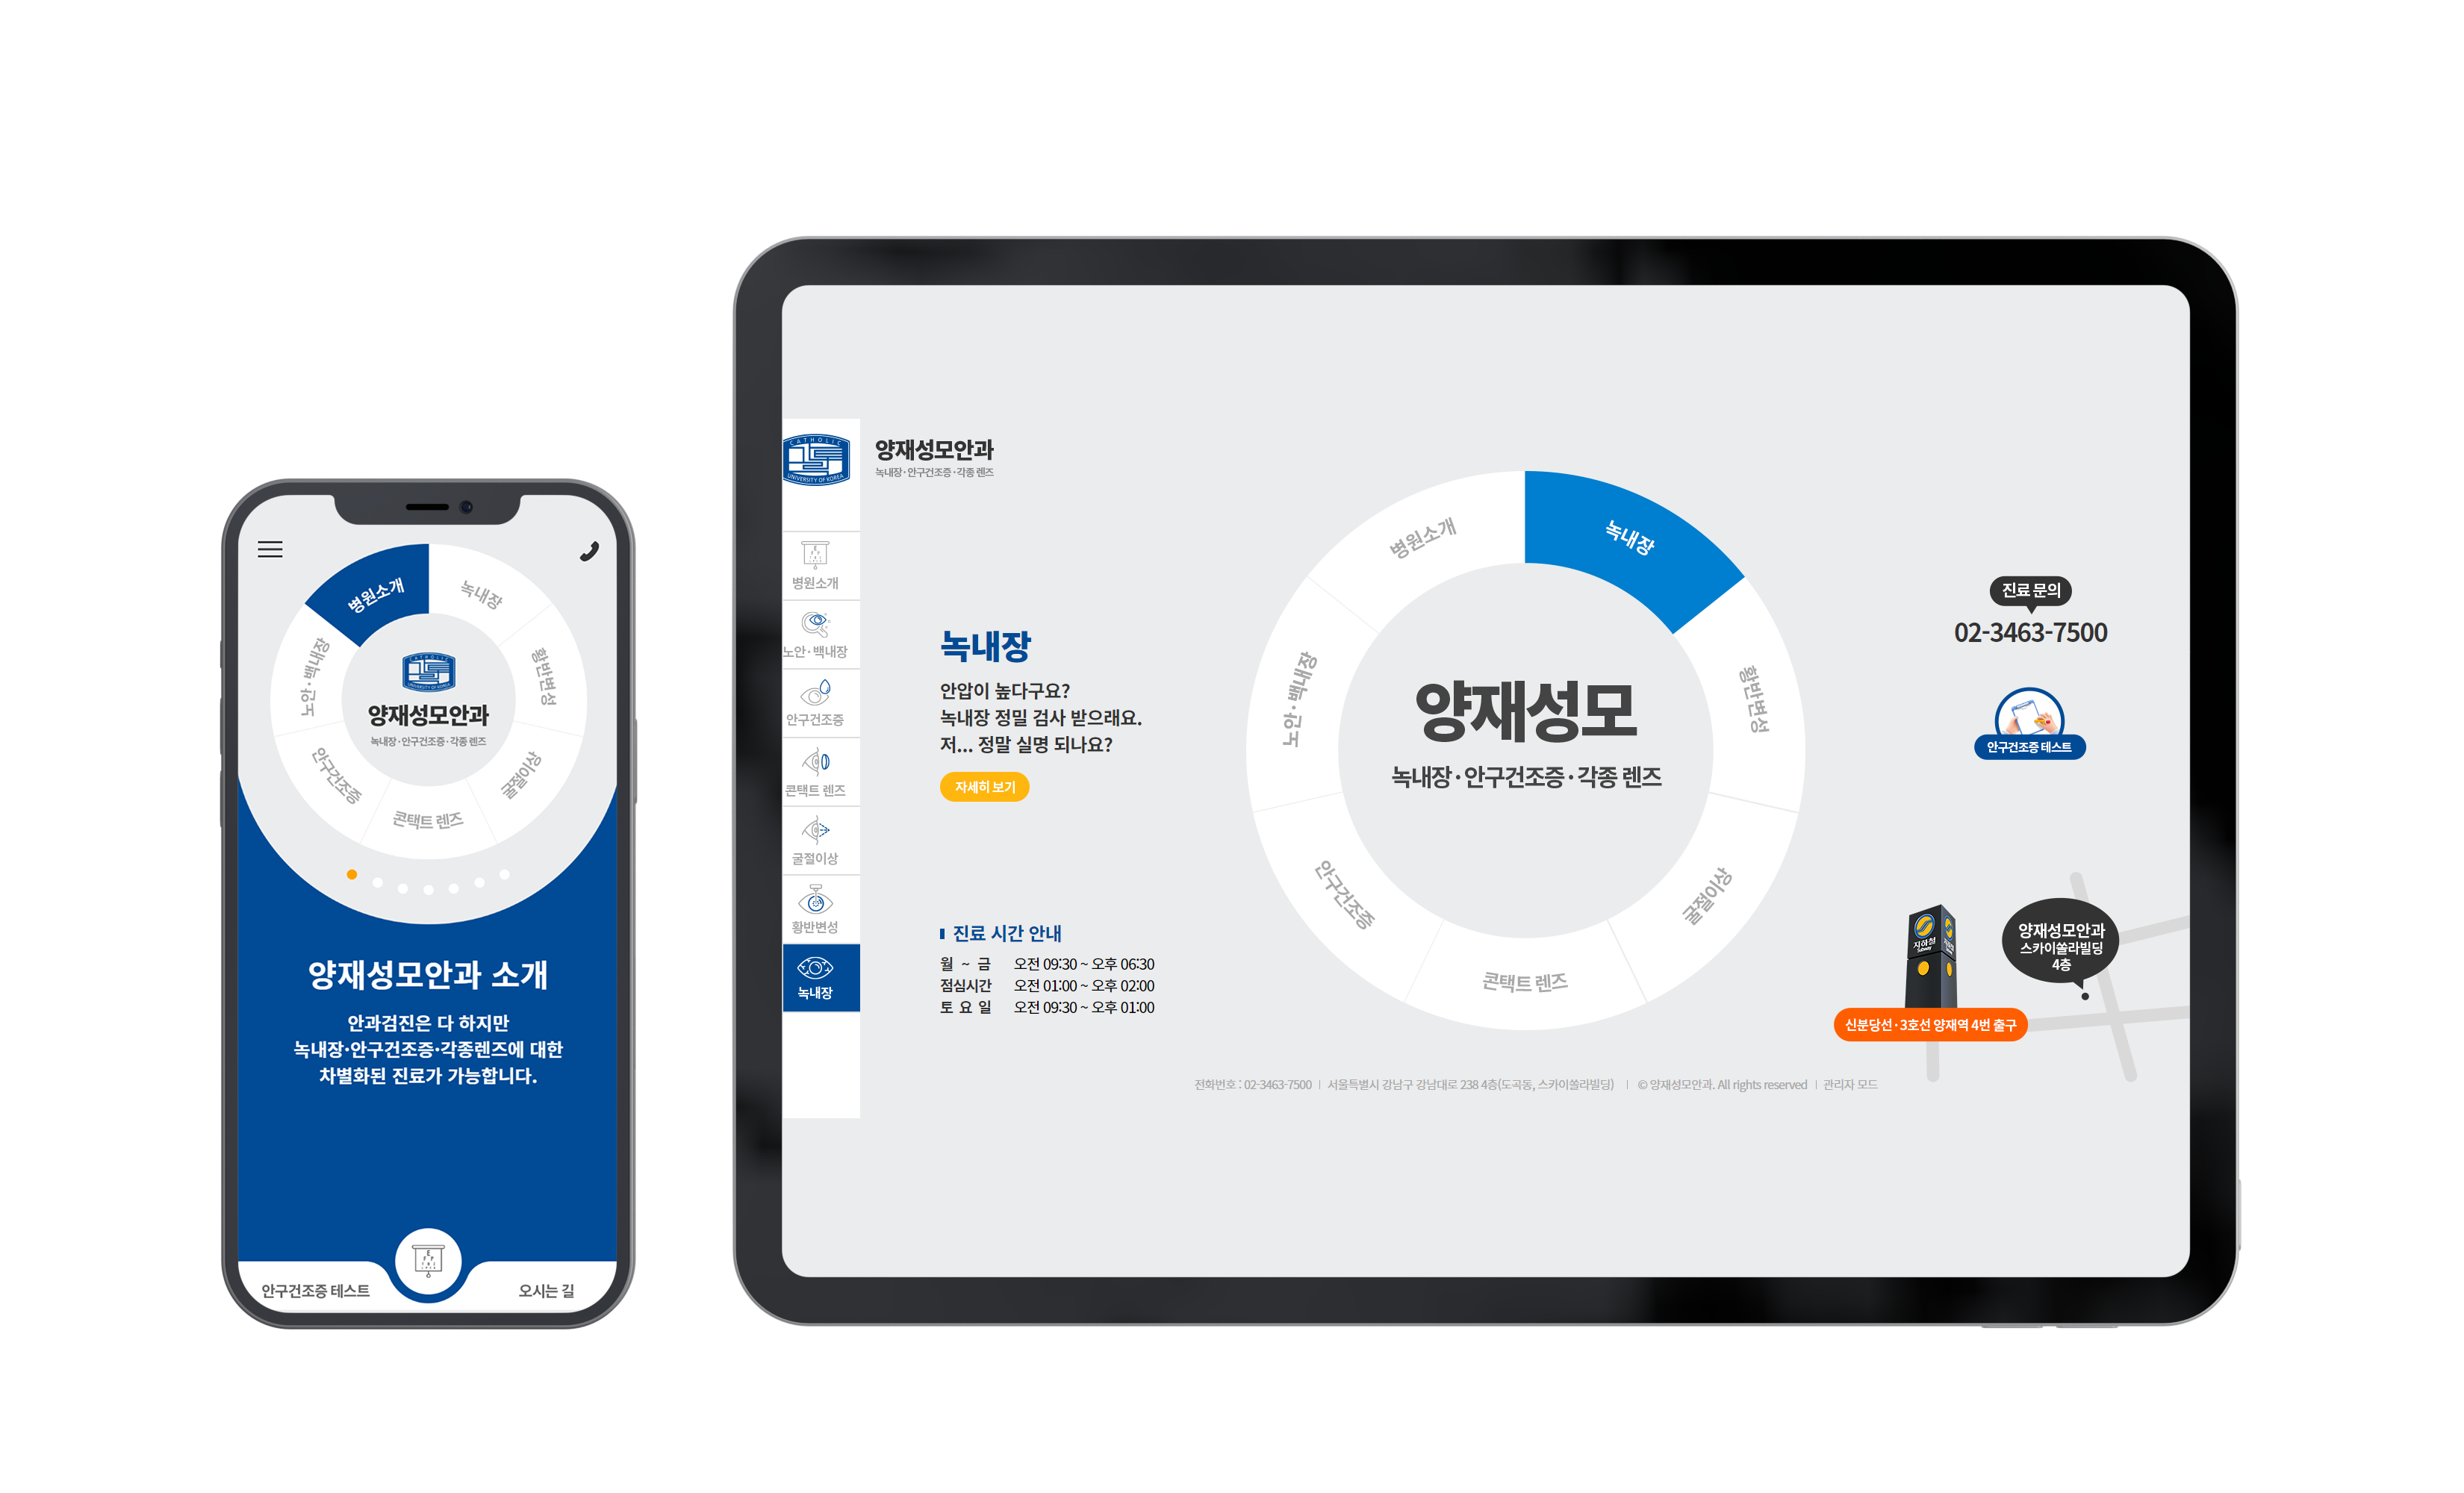 병원소개
녹내장
황반변성
굴절이상
콘택트 렌즈
안구건조증
노안·백내장
CATHOLIC
UNIVERSITY OF KOREA
양재성모안과
녹내장·안구건조증·각종 렌즈
양재성모안과 소개
안과검진은 다 하지만
녹내장·안구건조증·각종렌즈에 대한
차별화된 진료가 가능합니다.
안구건조증 테스트
오시는 길
CATHOLIC
UNIVERSITY OF KOREA
양재성모안과
녹내장·안구건조증·각종 렌즈
병원소개
노안·백내장
안구건조증
콘택트 렌즈
굴절이상
황반변성
녹내장
녹내장
안압이 높다구요?
녹내장 정밀 검사 받으래요.
저... 정말 실명 되나요?
자세히 보기
진료 시간 안내
월 ~ 금 오전 09:30 ~ 오후 06:30
점심시간 오전 01:00 ~ 오후 02:00
토 요 일 오전 09:30 ~ 오후 01:00
병원소개
녹내장
황반변성
굴절이상
콘택트 렌즈
안구건조증
노안·백내장
양재성모
녹내장·안구건조증·각종 렌즈
진료 문의
02-3463-7500
안구건조증 테스트
지하철
Subway
양재성모안과
스카이쏠라빌딩
4층
신분당선·3호선 양재역 4번 출구
전화번호 : 02-3463-7500 | 서울특별시 강남구 강남대로 238 4층(도곡동, 스카이쏠라빌딩) | © 양재성모안과. All rights reserved | 관리자 모드